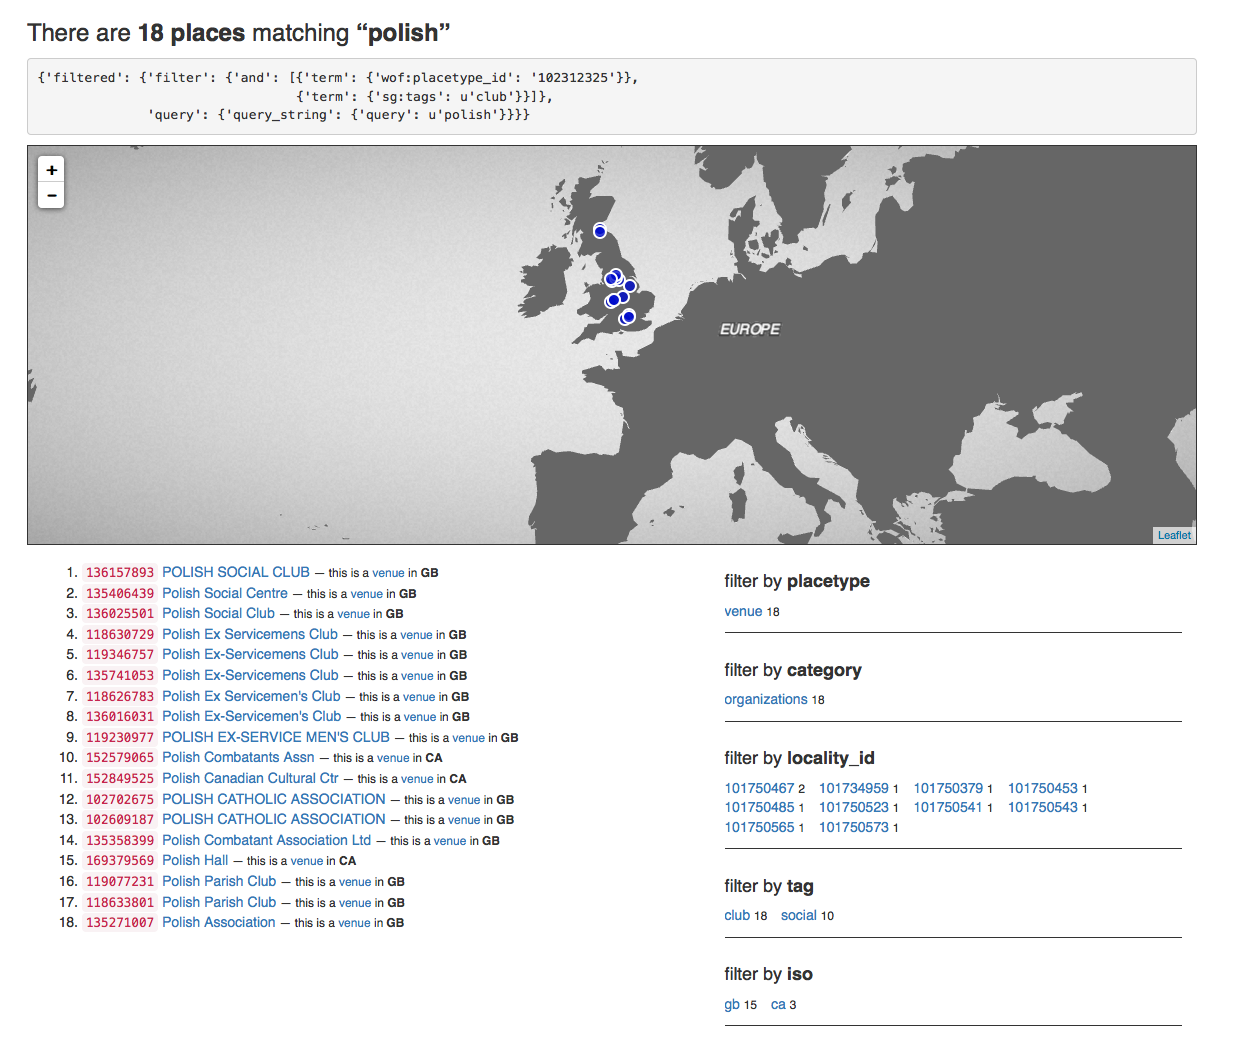 There are 18 places matching “polish”
{'filtered': {'filter': {'and': [{'term': {'wof:placetype_id': '102312325'}},
{'term': {'sg:tags': u'club'}}]},
'query': {'query_string': {'query': u'polish'}}}}
+
−
EUROPE
Leaflet
1. 136157893 POLISH SOCIAL CLUB — this is a venue in GB
2. 135406439 Polish Social Centre — this is a venue in GB
3. 136025501 Polish Social Club — this is a venue in GB
4. 118630729 Polish Ex Servicemens Club — this is a venue in GB
5. 119346757 Polish Ex-Servicemens Club — this is a venue in GB
6. 135741053 Polish Ex-Servicemens Club — this is a venue in GB
7. 118626783 Polish Ex Servicemen's Club — this is a venue in GB
8. 136016031 Polish Ex-Servicemen's Club — this is a venue in GB
9. 119230977 POLISH EX-SERVICE MEN'S CLUB — this is a venue in GB
10. 152579065 Polish Combatants Assn — this is a venue in CA
11. 152849525 Polish Canadian Cultural Ctr — this is a venue in CA
12. 102702675 POLISH CATHOLIC ASSOCIATION — this is a venue in GB
13. 102609187 POLISH CATHOLIC ASSOCIATION — this is a venue in GB
14. 135358399 Polish Combatant Association Ltd — this is a venue in GB
15. 169379569 Polish Hall — this is a venue in CA
16. 119077231 Polish Parish Club — this is a venue in GB
17. 118633801 Polish Parish Club — this is a venue in GB
18. 135271007 Polish Association — this is a venue in GB
filter by placetype
venue 18
filter by category
organizations 18
filter by locality_id
101750467 2 101734959 1 101750379 1 101750453 1
101750485 1 101750523 1 101750541 1 101750543 1
101750565 1 101750573 1
filter by tag
club 18 social 10
filter by iso
gb 15 ca 3